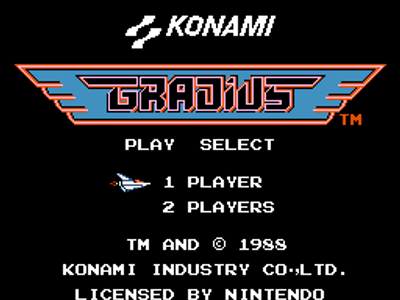 KONAMI
GRADIUS
TM
PLAY SELECT
1 PLAYER
2 PLAYERS
TM AND © 1988
KONAMI INDUSTRY CO.,LTD.
LICENSED BY NINTENDO